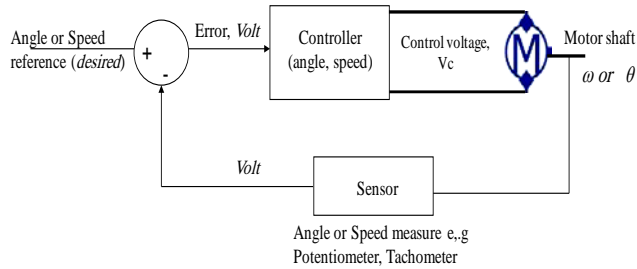 Angle or Speed
reference (desired)
+
-
Error, Volt
Controller
(angle, speed)
Control voltage,
Vc
M
Motor shaft
ω or θ
Volt
Sensor
Angle or Speed measure e,.g
Potentiometer, Tachometer